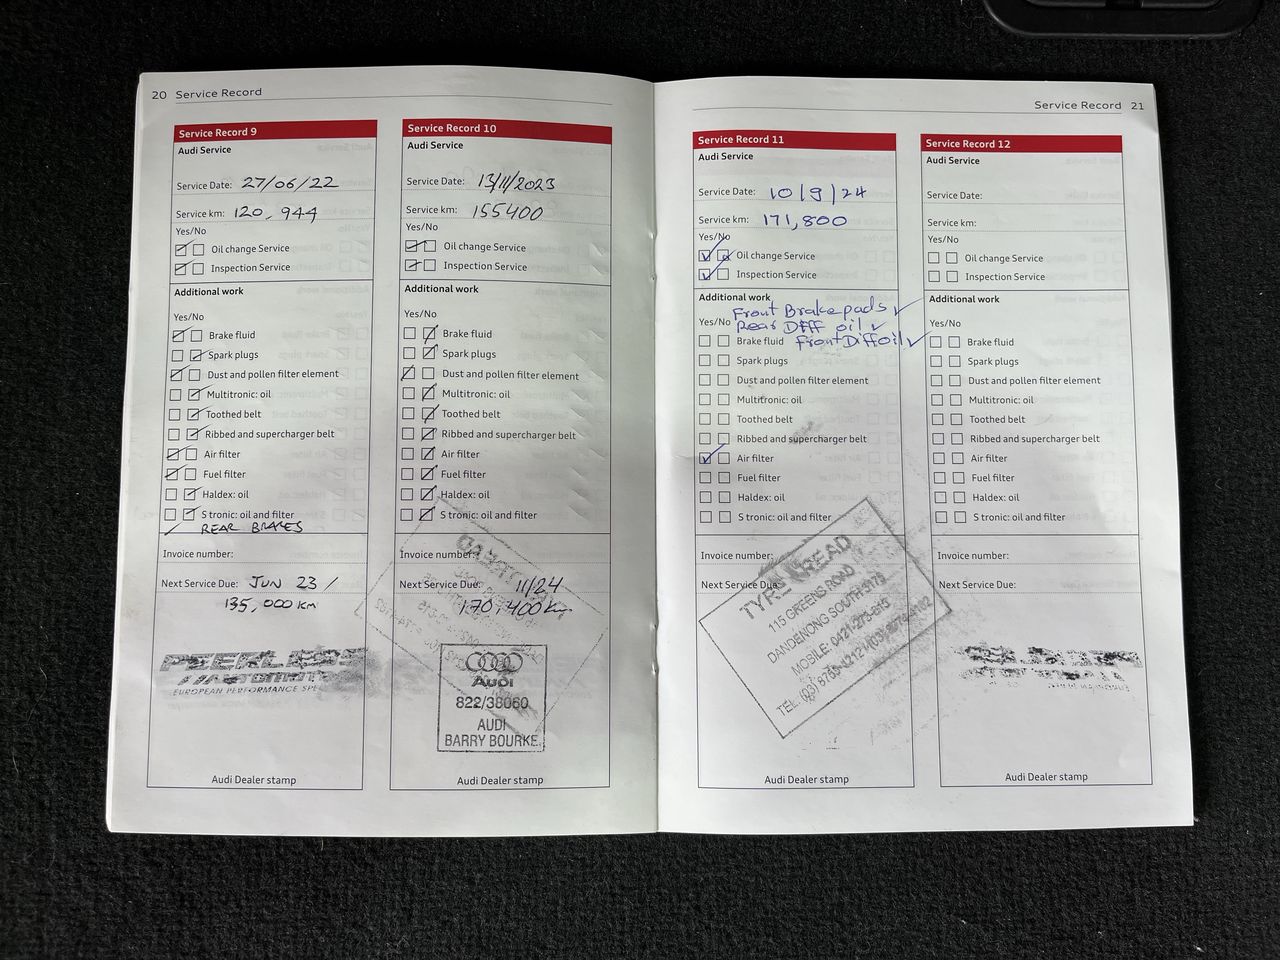 20 Service Record
Service Record 9
Audi Service
Service Date: 27/06/22
Service km: 120,944
Yes/No
Oil change Service
Inspection Service
Additional work
Yes/No
Brake fluid
Spark plugs
Dust and pollen filter element
Multitronic: oil
Toothed belt
Ribbed and supercharger belt
Air filter
Fuel filter
Haldex: oil
S tronic: oil and filter
REAR BRAKES
Invoice number:
Next Service Due: JUN 23 /
135,000 KM
PEERLESS
EUROPEAN PERFORMANCE
Audi Dealer stamp
Service Record 10
Audi Service
Service Date: 13/11/2023
Service km: 155400
Yes/No
Oil change Service
Inspection Service
Additional work
Yes/No
Brake fluid
Spark plugs
Dust and pollen filter element
Multitronic: oil
Toothed belt
Ribbed and supercharger belt
Air filter
Fuel filter
Haldex: oil
S tronic: oil and filter
Invoice number:
Next Service Due: 11/24
170,400 Km
Audi
822/38060
AUDI
BARRY BOURKE
Audi Dealer stamp
Service Record 21
Service Record 11
Audi Service
Service Date: 10/9/24
Service km: 171,800
Yes/No
Oil change Service
Inspection Service
Additional work
Front Brake pads
Yes/No Rear Diff oil
Brake fluid Front Diff oil
Spark plugs
Dust and pollen filter element
Multitronic: oil
Toothed belt
Ribbed and supercharger belt
Air filter
Fuel filter
Haldex: oil
S tronic: oil and filter
Invoice number:
Next Service Due:
115 GREENS ROAD
DANDENONG SOUTH 3175
MOBILE: 0421-273-615
Audi Dealer stamp
Service Record 12
Audi Service
Service Date:
Service km:
Yes/No
Oil change Service
Inspection Service
Additional work
Yes/No
Brake fluid
Spark plugs
Dust and pollen filter element
Multitronic: oil
Toothed belt
Ribbed and supercharger belt
Air filter
Fuel filter
Haldex: oil
S tronic: oil and filter
Invoice number:
Next Service Due:
Audi Dealer stamp